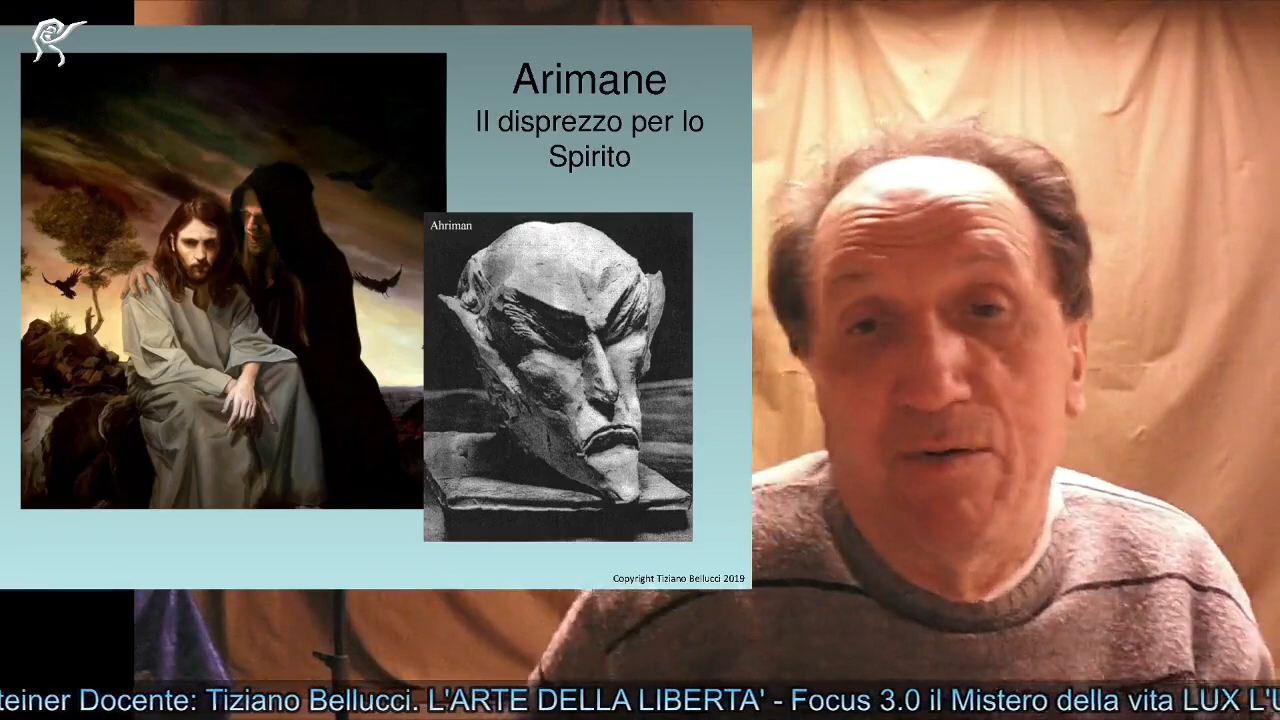 Arimane
Il disprezzo per lo
Spirito
Ahriman
Copyright Tiziano Bellucci 2019
teiner Docente: Tiziano Bellucci. L'ARTE DELLA LIBERTA' - Focus 3.0 il Mistero della vita LUX L'U